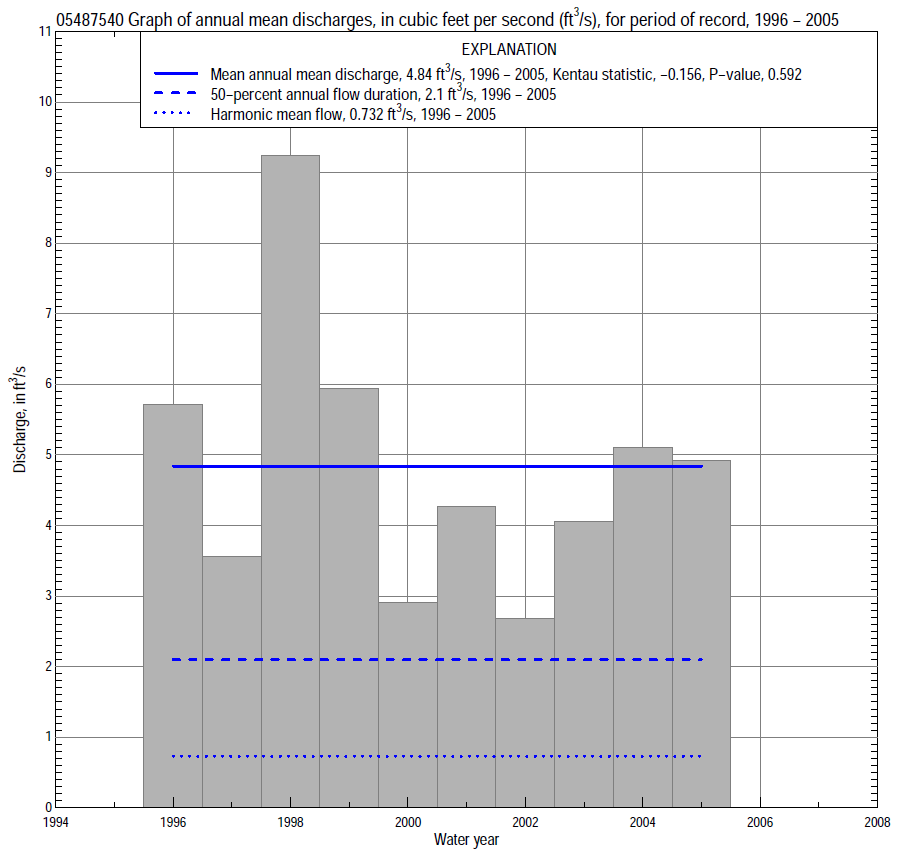 05487540 Graph of annual mean discharges, in cubic feet per second (ft³/s), for period of record, 1996 – 2005
EXPLANATION
Mean annual mean discharge, 4.84 ft³/s, 1996 – 2005, Kentau statistic, –0.156, P–value, 0.592
50–percent annual flow duration, 2.1 ft³/s, 1996 – 2005
Harmonic mean flow, 0.732 ft³/s, 1996 – 2005
11
10
9
8
7
6
5
4
3
2
1
0
Discharge, in ft³/s
1994 1996 1998 2000 2002 2004 2006 2008
Water year